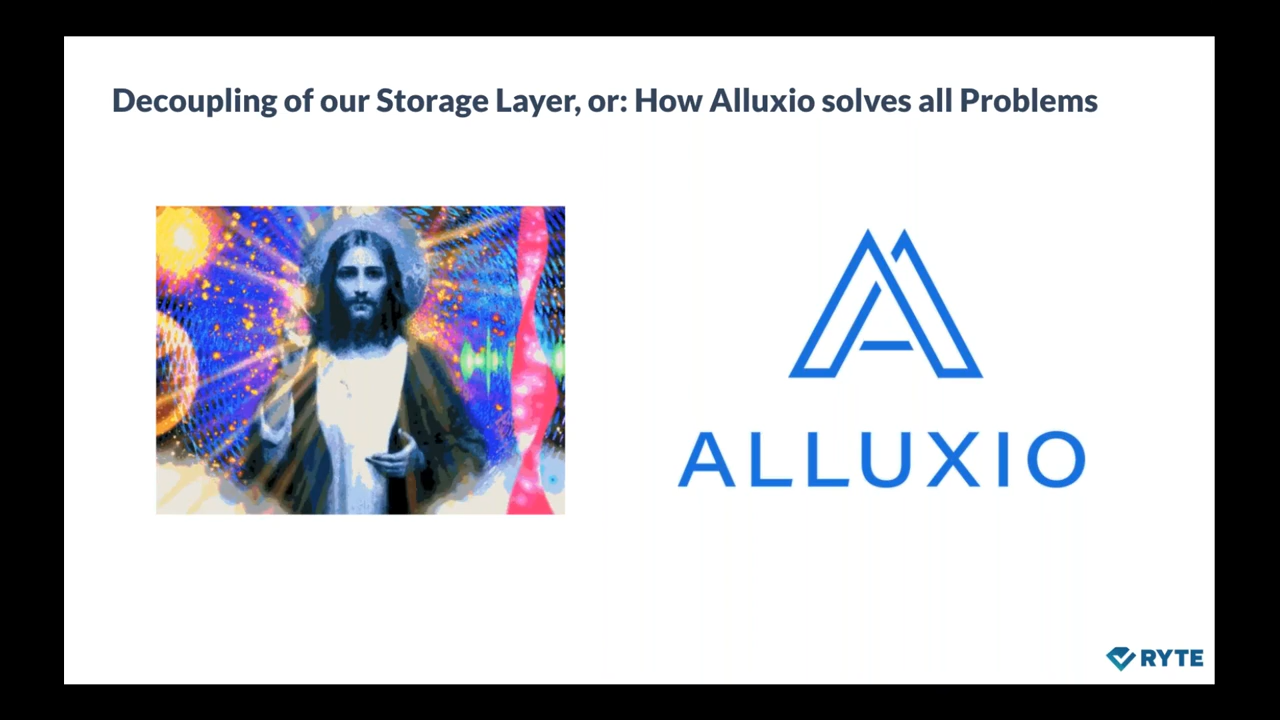 Decoupling of our Storage Layer, or: How Alluxio solves all Problems
ALLUXIO
RYTE